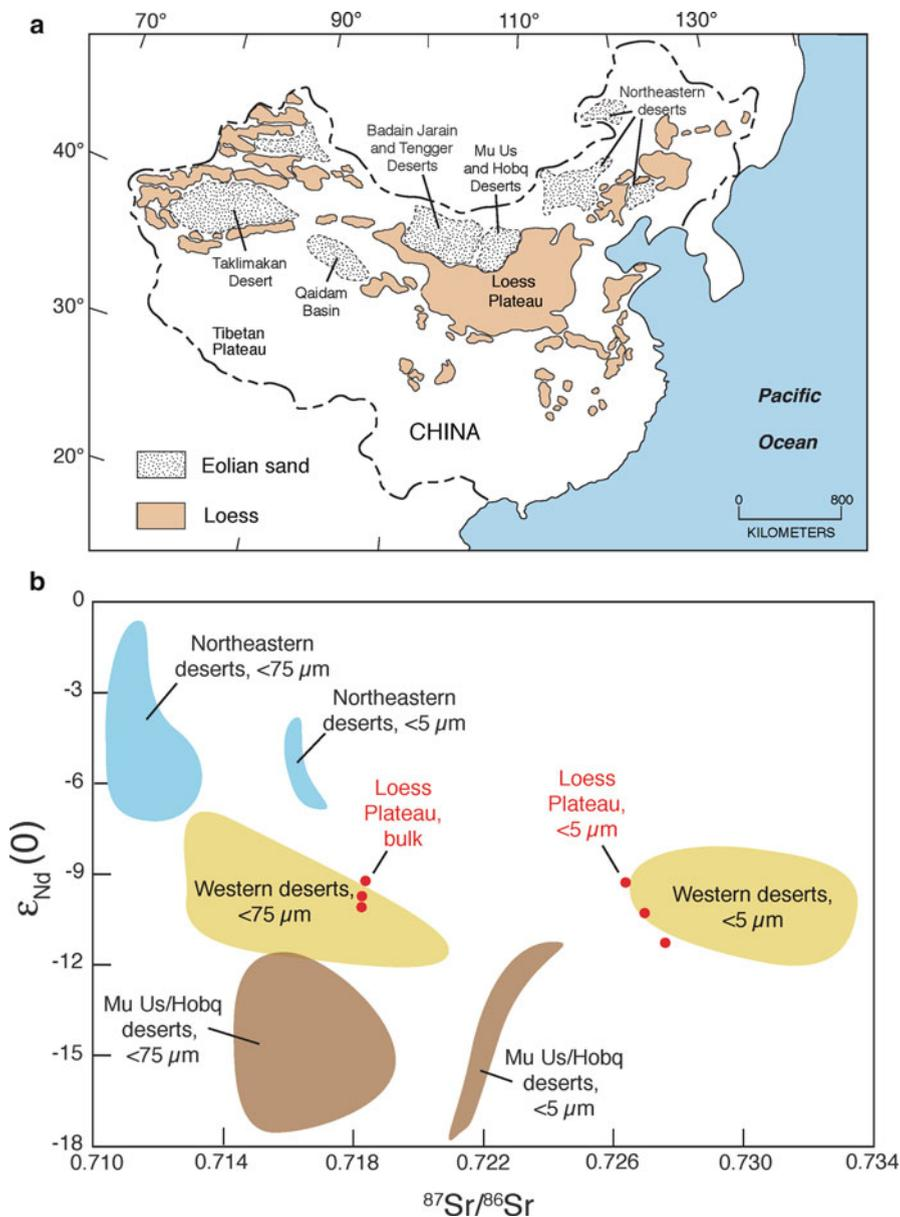 a
70°
90°
110°
130°
40°
30°
20°
Northeastern
deserts
Badain Jarain
and Tengger
Deserts
Mu Us
and Hobq
Deserts
Taklimakan
Desert
Qaidam
Basin
Loess
Plateau
Tibetan
Plateau
CHINA
Pacific
Ocean
Eolian sand
Loess
0 800
KILOMETERS
b
0
-3
-6
-9
-12
-15
-18
εNd (0)
Northeastern
deserts, <75 µm
Northeastern
deserts, <5 µm
Loess
Plateau,
bulk
Loess
Plateau,
<5 µm
Western deserts,
<75 µm
Western deserts,
<5 µm
Mu Us/Hobq
deserts,
<75 µm
Mu Us/Hobq
deserts,
<5 µm
0.710 0.714 0.718 0.722 0.726 0.730 0.734
⁸⁷Sr/⁸⁶Sr